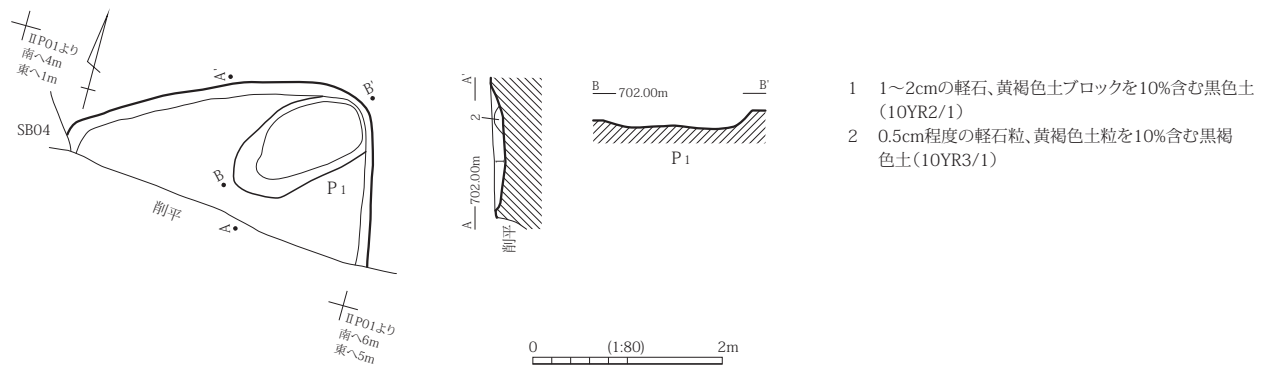 ⅡP01より
南へ4m
東へ1m
SB04
A'
B'
B
P1
削平
A
ⅡP01より
南へ6m
東へ5m
A'
2
702.00m
A
削平
B 702.00m B'
P1
0 (1:80) 2m
1 1～2cmの軽石、黄褐色土ブロックを10%含む黒色土
（10YR2/1）
2 0.5cm程度の軽石粒、黄褐色土粒を10%含む黒褐
色土（10YR3/1）